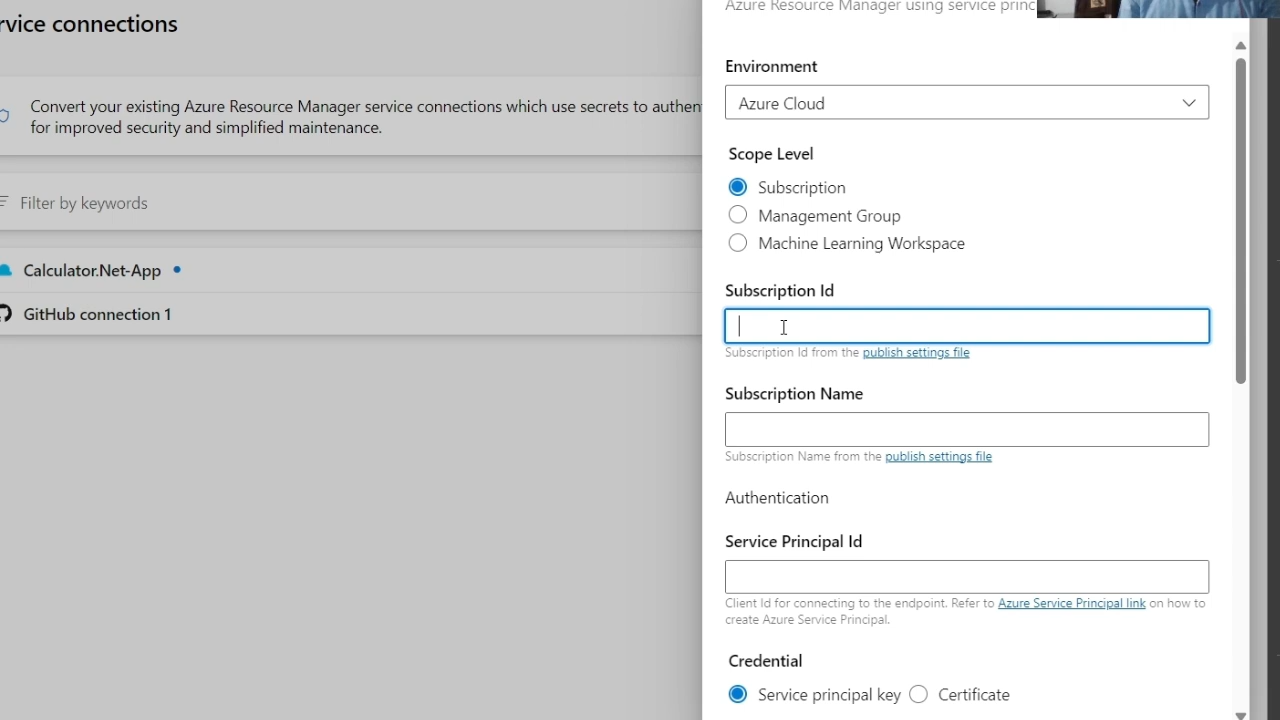 rvice connections
Convert your existing Azure Resource Manager service connections which use secrets to authen
for improved security and simplified maintenance.
Filter by keywords
Calculator.Net-App
GitHub connection 1
Azure Resource Manager using service princ
Environment
Azure Cloud
Scope Level
Subscription
Management Group
Machine Learning Workspace
Subscription Id
Subscription Id from the publish settings file
Subscription Name
Subscription Name from the publish settings file
Authentication
Service Principal Id
Client Id for connecting to the endpoint. Refer to Azure Service Principal link on how to
create Azure Service Principal.
Credential
Service principal key
Certificate